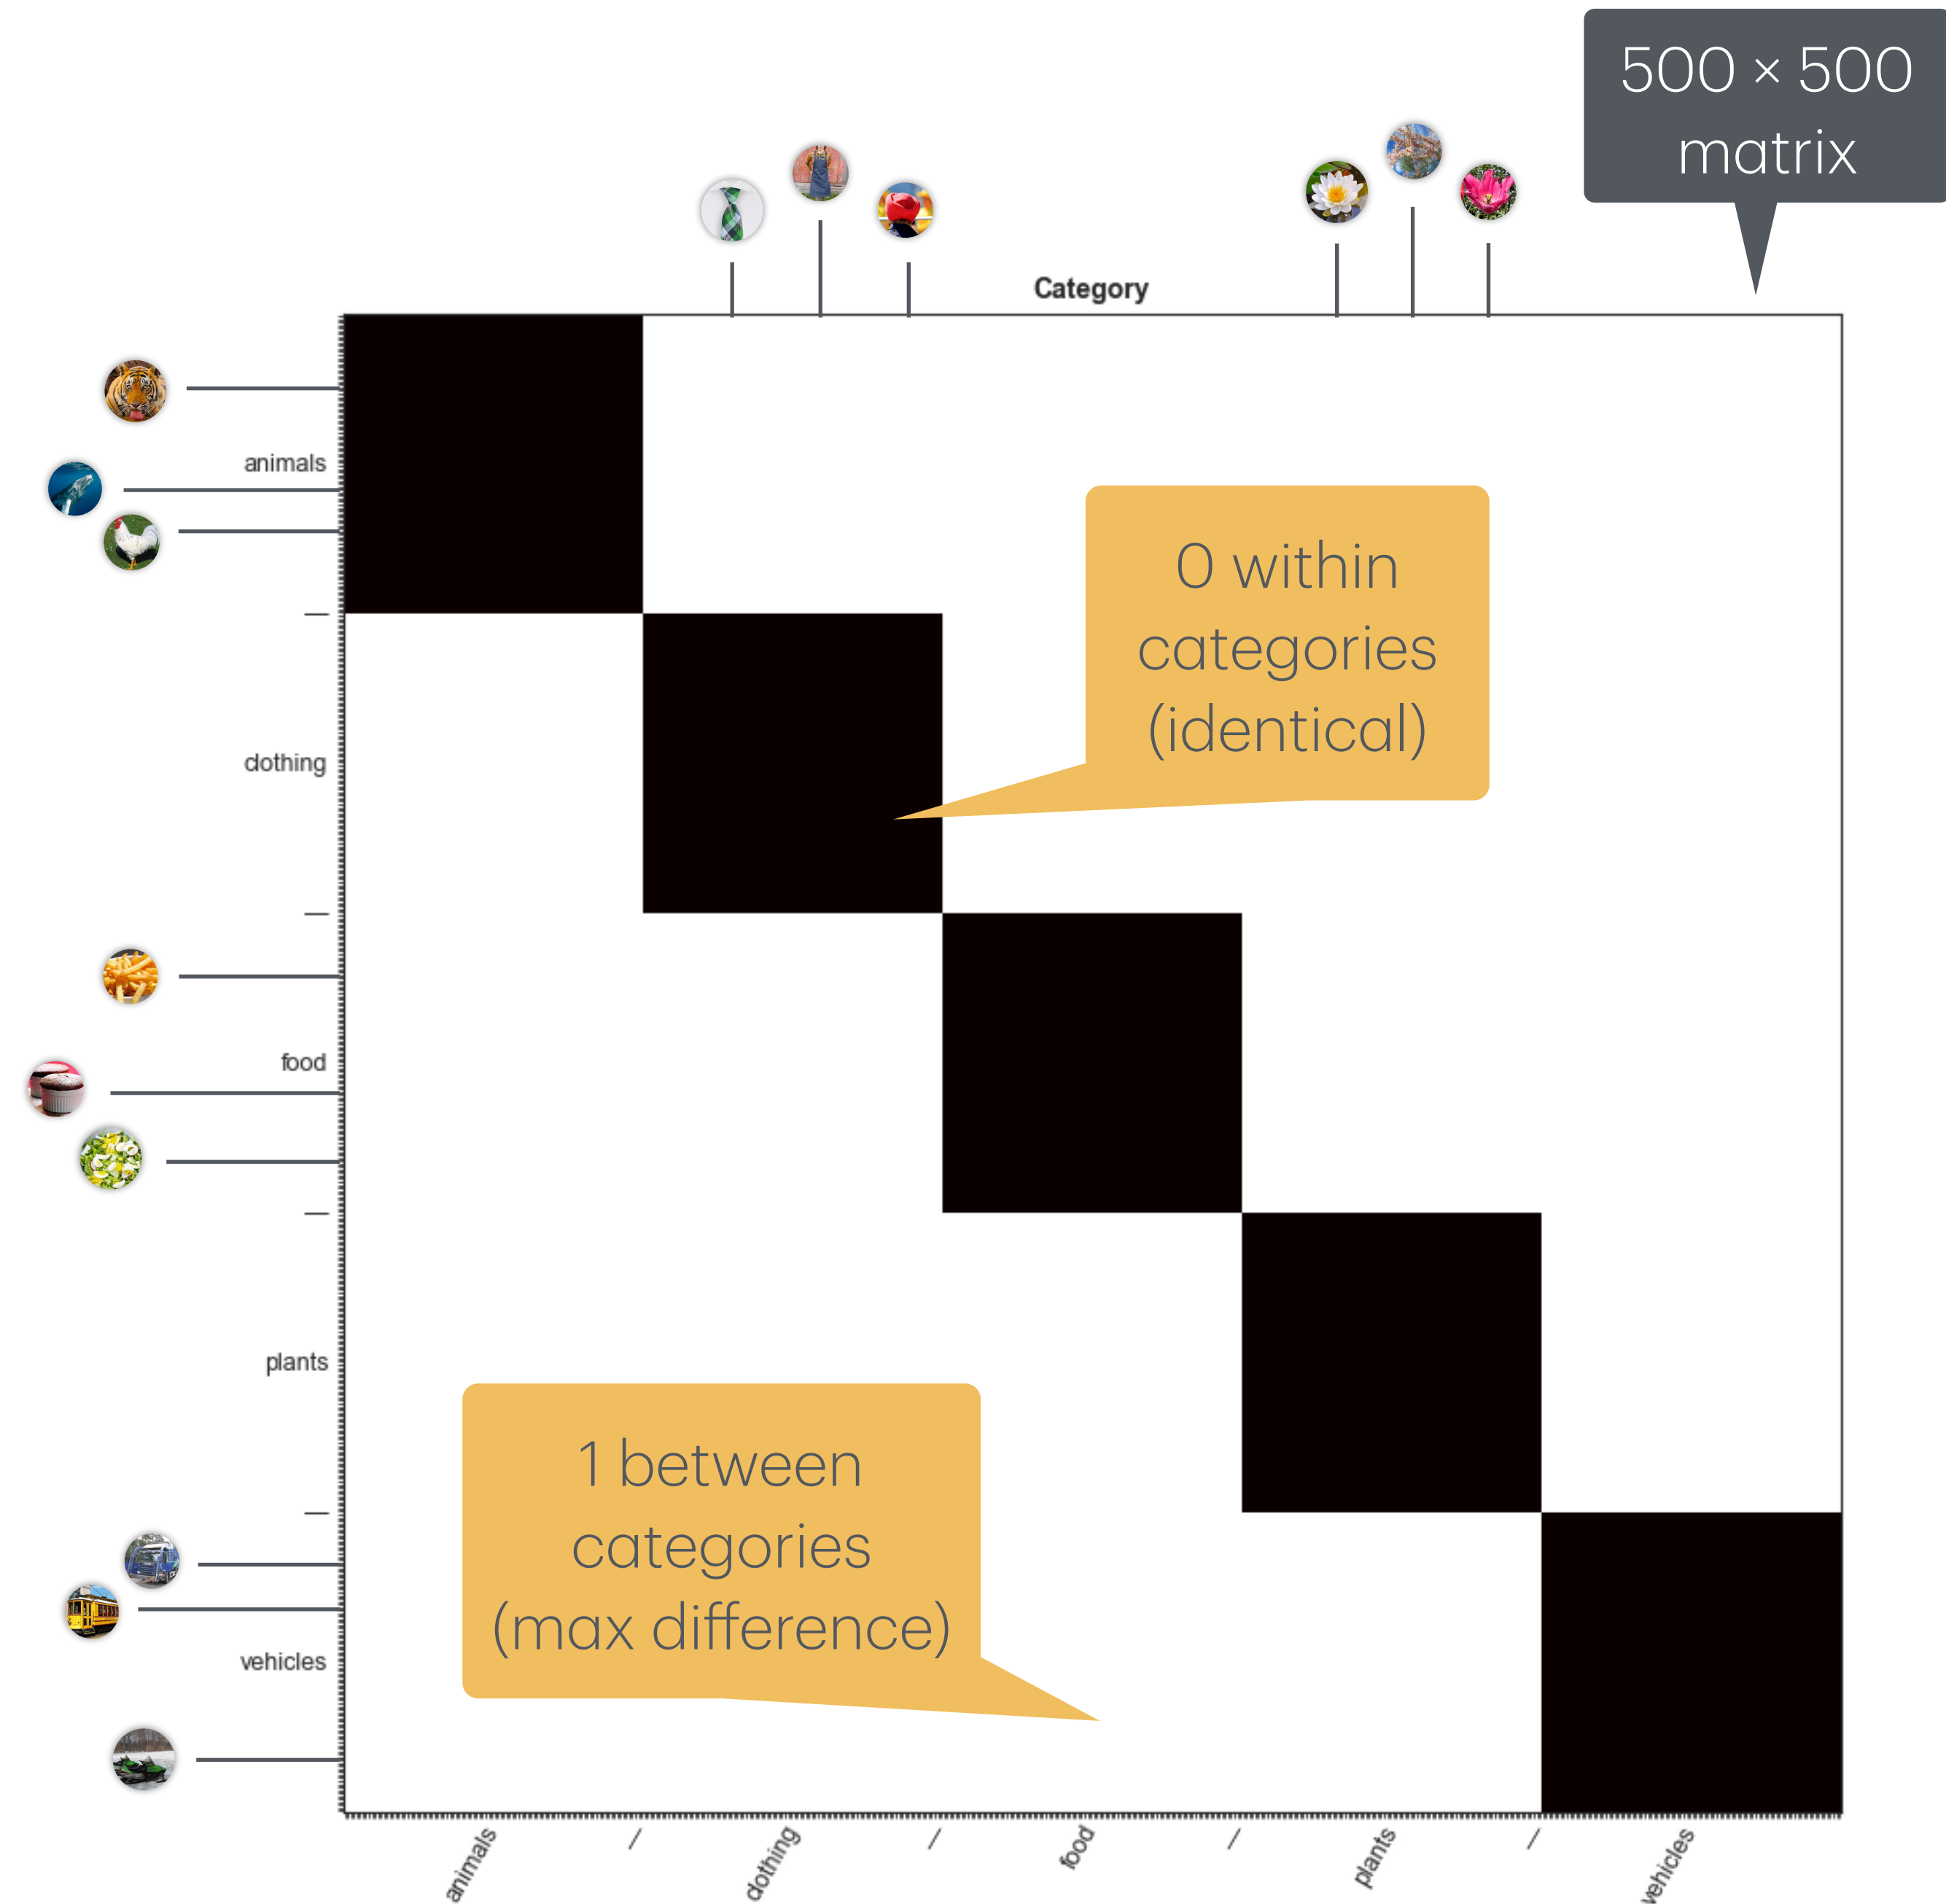 500 × 500
matrix
Category
animals
clothing
food
plants
vehicles
0 within
categories
(identical)
1 between
categories
(max difference)
animals
—
clothing
—
food
—
plants
—
vehicles